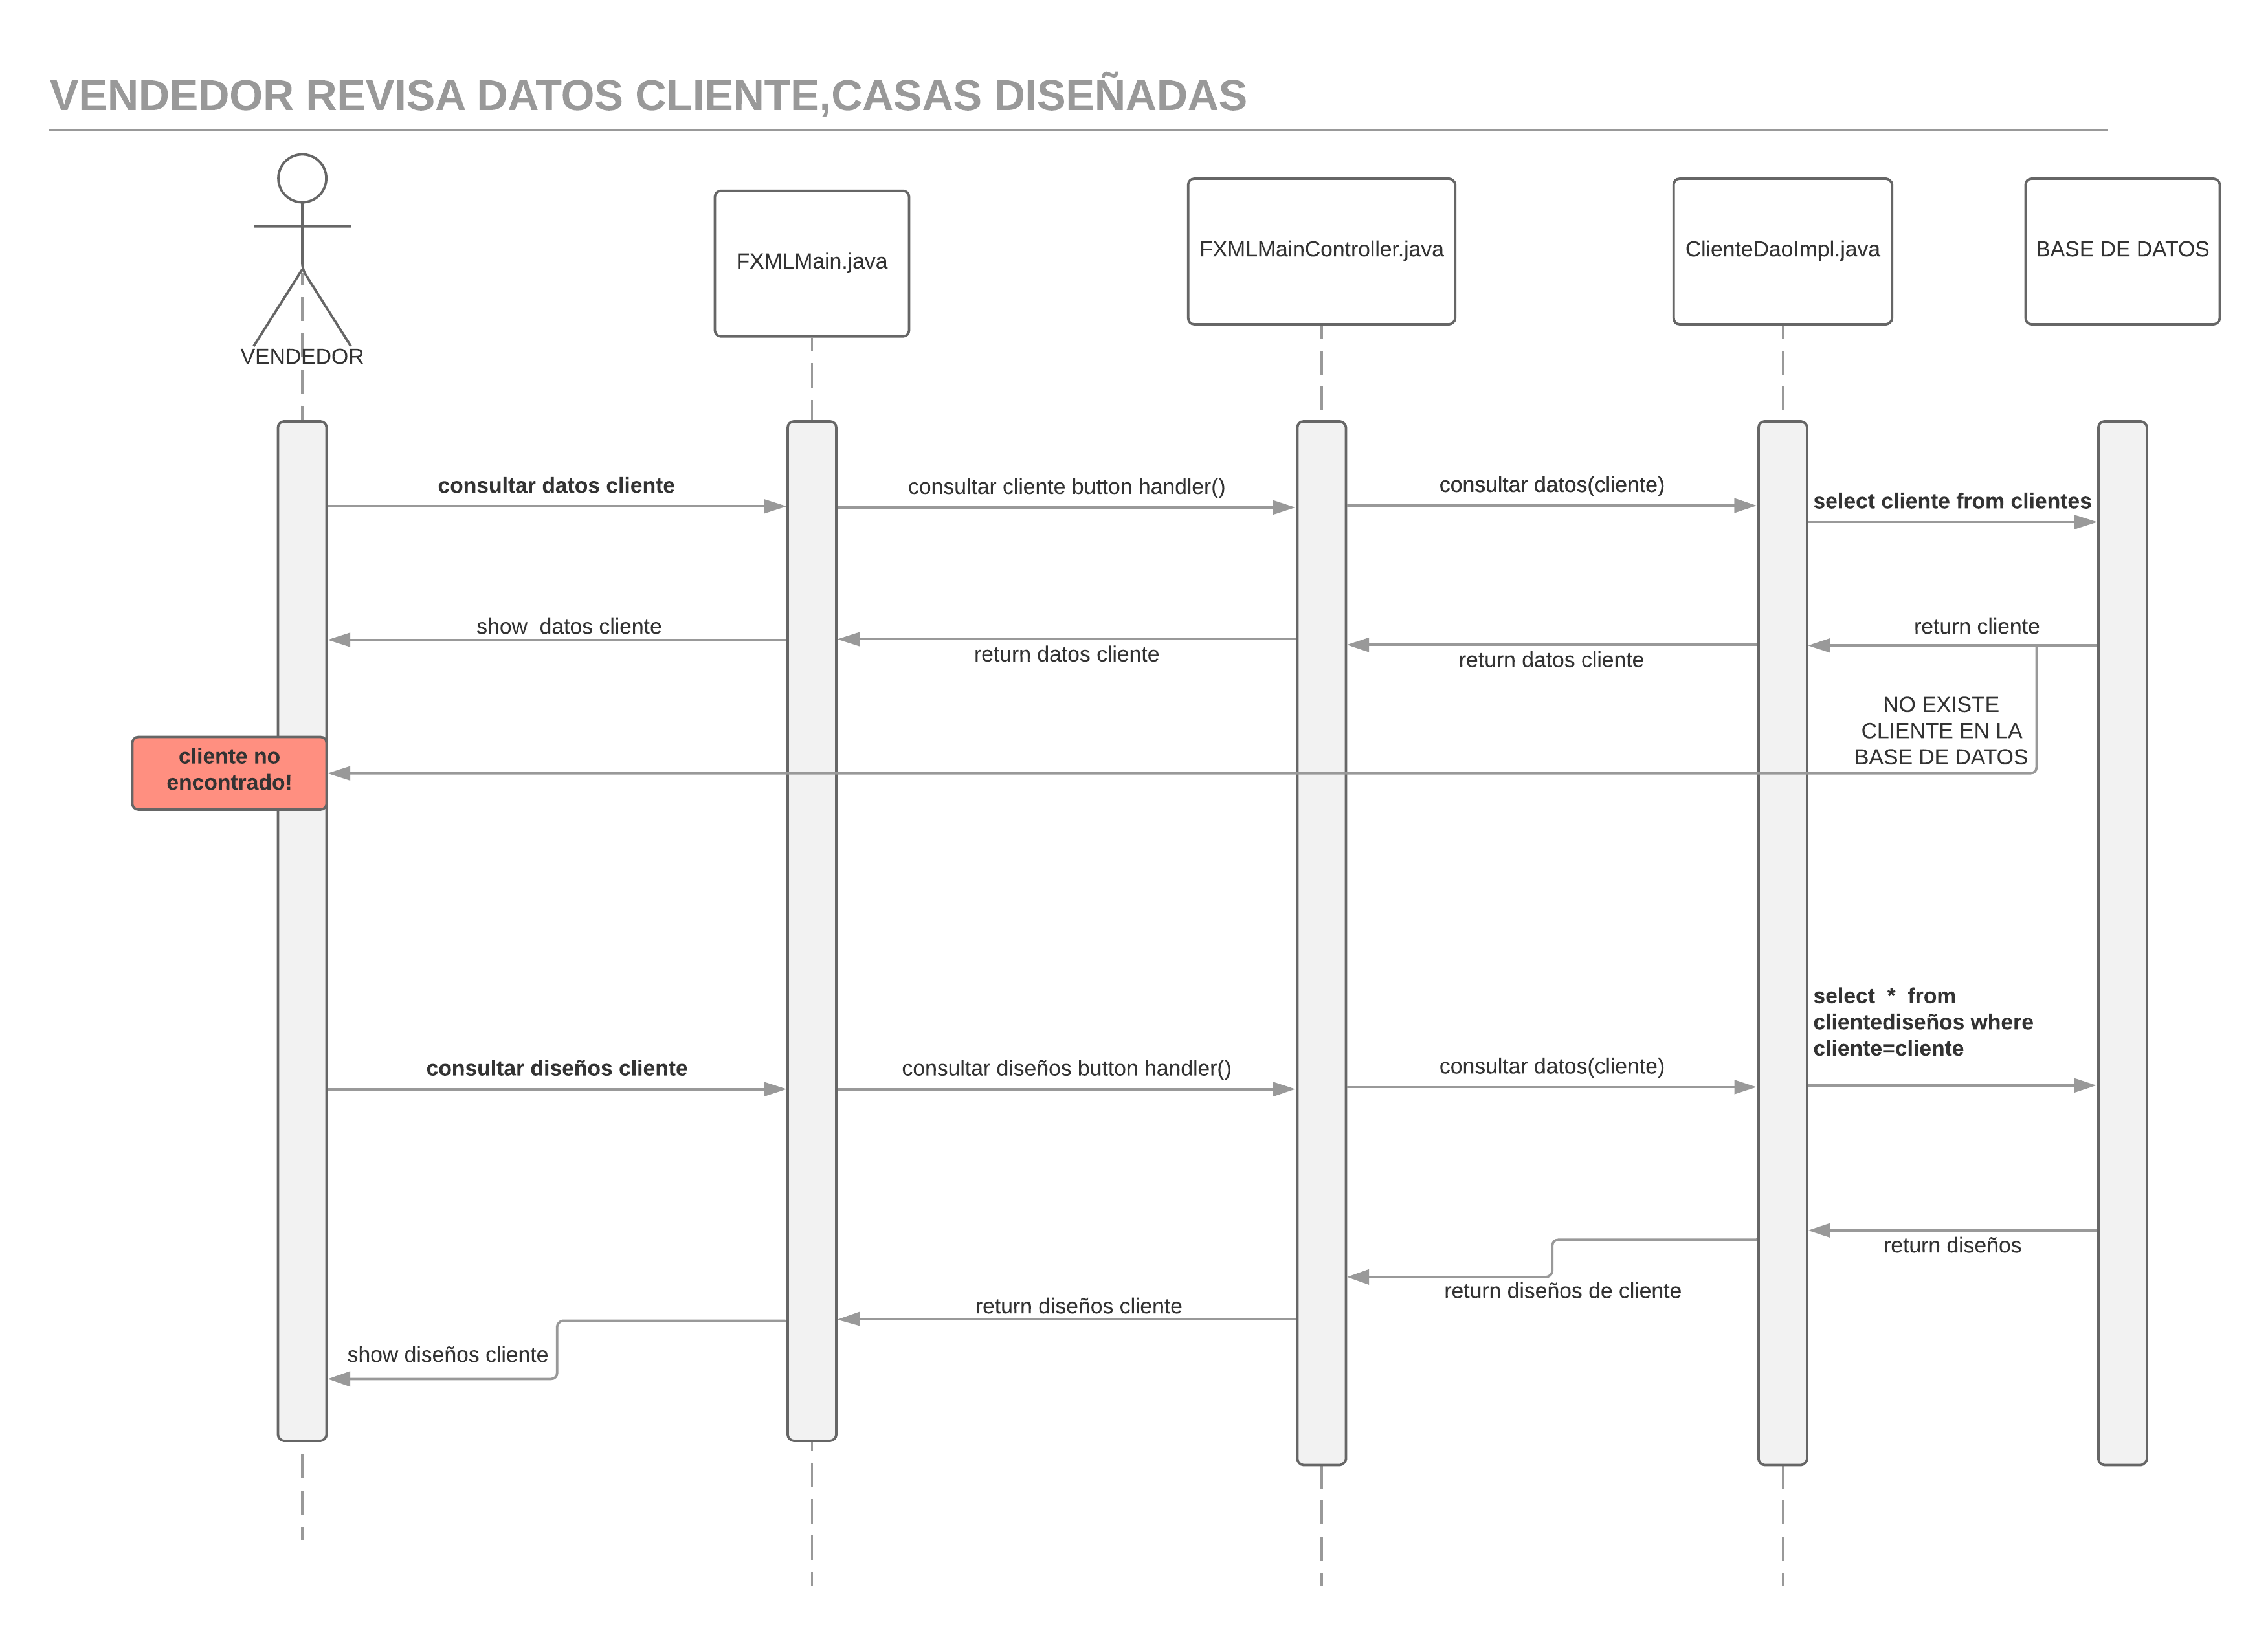 VENDEDOR REVISA DATOS CLIENTE,CASAS DISEÑADAS
VENDEDOR
FXMLMain.java
FXMLMainController.java
ClienteDaoImpl.java
BASE DE DATOS
consultar datos cliente
consultar cliente button handler()
consultar datos(cliente)
select cliente from clientes
show  datos cliente
return datos cliente
return datos cliente
return cliente
NO EXISTE
CLIENTE EN LA
BASE DE DATOS
cliente no
encontrado!
select  *  from
clientediseños where
cliente=cliente
consultar diseños cliente
consultar diseños button handler()
consultar datos(cliente)
return diseños
return diseños de cliente
return diseños cliente
show diseños cliente